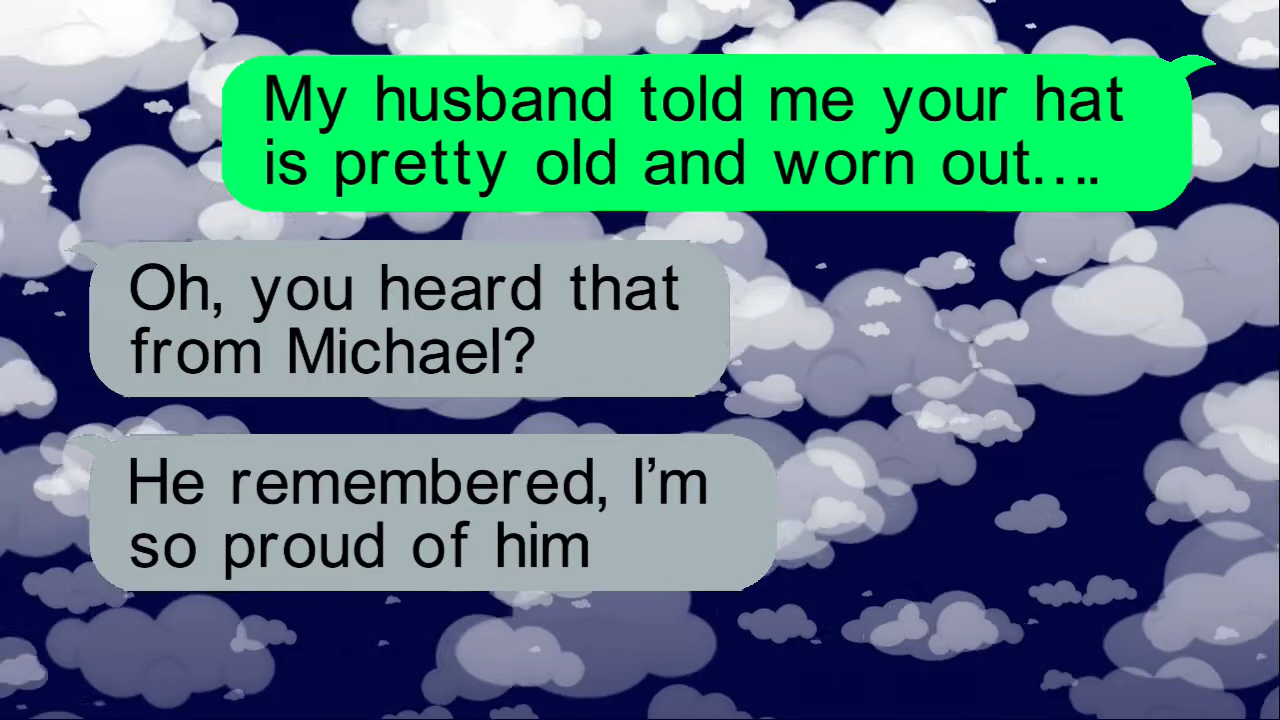 My husband told me your hat
is pretty old and worn out....
Oh, you heard that
from Michael?
He remembered, I’m
so proud of him